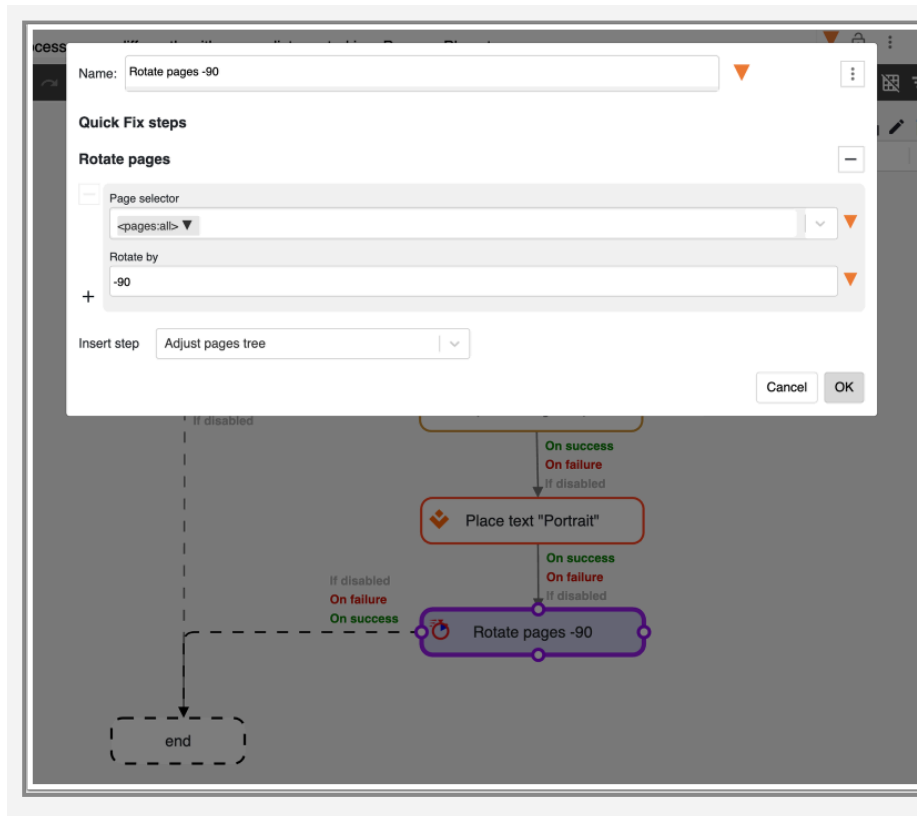 Name: Rotate pages -90
Quick Fix steps
Rotate pages
Page selector
<pages:all> ▼
Rotate by
-90
Insert step Adjust pages tree
Cancel OK
If disabled
On success
On failure
If disabled
Place text "Portrait"
On success
On failure
If disabled
If disabled
On failure
On success
Rotate pages -90
end